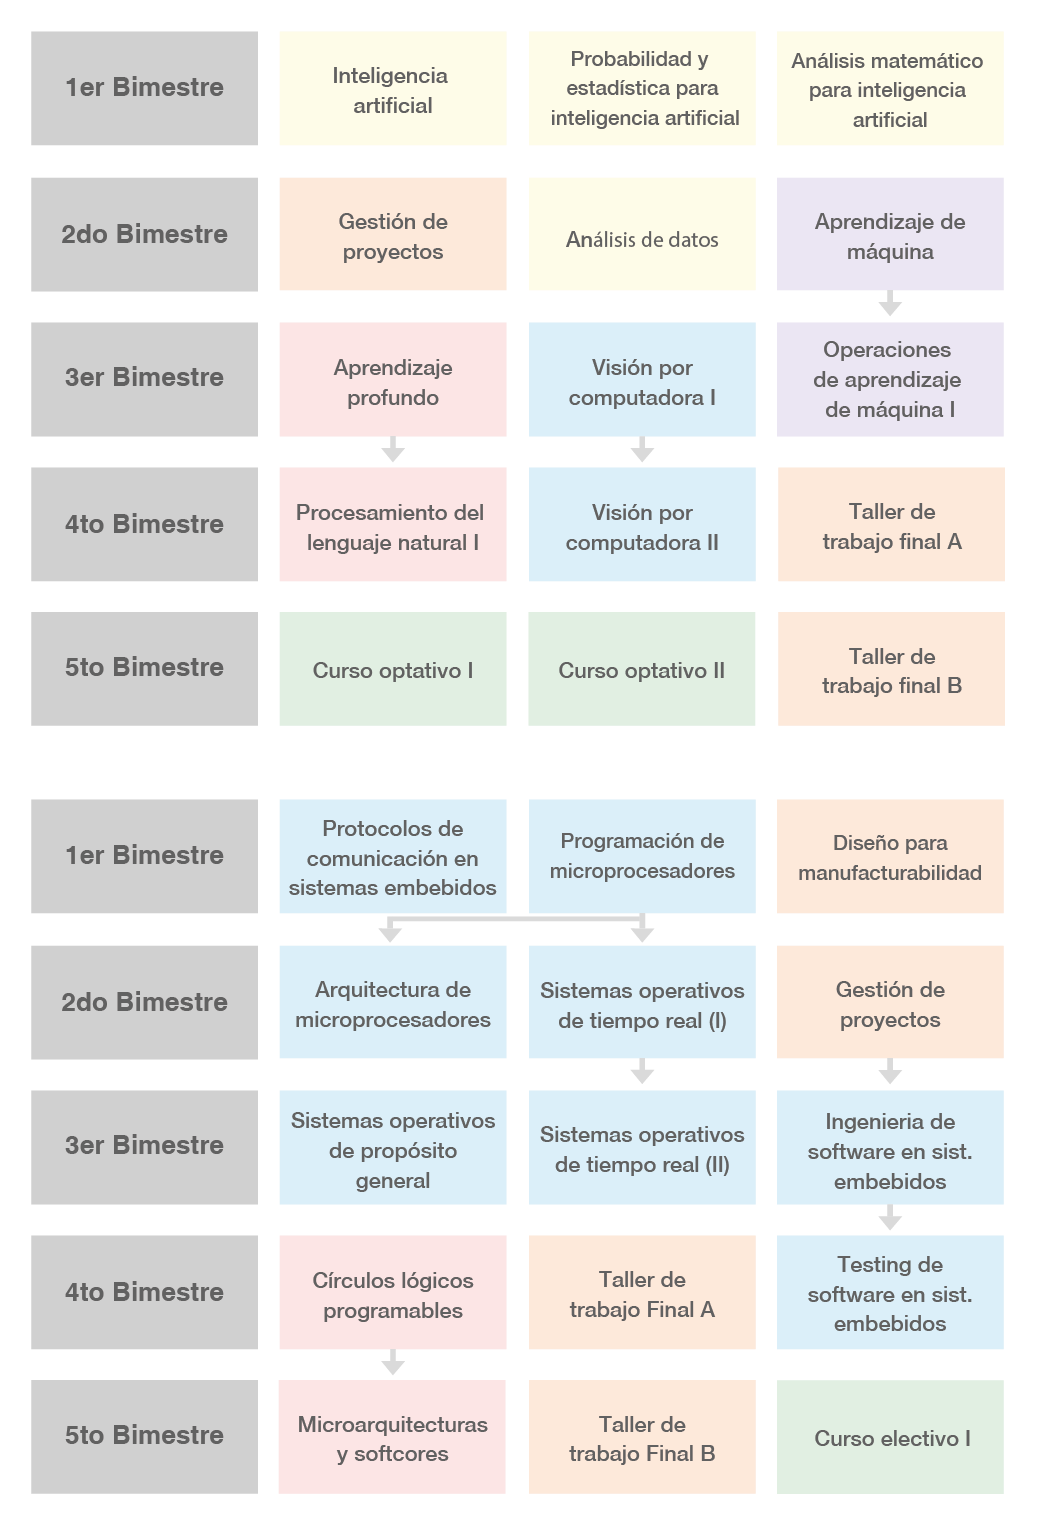 1er Bimestre
Inteligencia
artificial
Probabilidad y
estadística para
inteligencia artificial
Análisis matemático
para inteligencia
artificial
2do Bimestre
Gestión de
proyectos
Análisis de datos
Aprendizaje de
máquina
3er Bimestre
Aprendizaje
profundo
Visión por
computadora I
Operaciones
de aprendizaje
de máquina I
4to Bimestre
Procesamiento del
lenguaje natural I
Visión por
computadora II
Taller de
trabajo final A
5to Bimestre
Curso optativo I
Curso optativo II
Taller de
trabajo final B
1er Bimestre
Protocolos de
comunicación en
sistemas embebidos
Programación de
microprocesadores
Diseño para
manufacturabilidad
2do Bimestre
Arquitectura de
microprocesadores
Sistemas operativos
de tiempo real (I)
Gestión de
proyectos
3er Bimestre
Sistemas operativos
de propósito
general
Sistemas operativos
de tiempo real (II)
Ingenieria de
software en sist.
embebidos
4to Bimestre
Círculos lógicos
programables
Taller de
trabajo Final A
Testing de
software en sist.
embebidos
5to Bimestre
Microarquitecturas
y softcores
Taller de
trabajo Final B
Curso electivo I